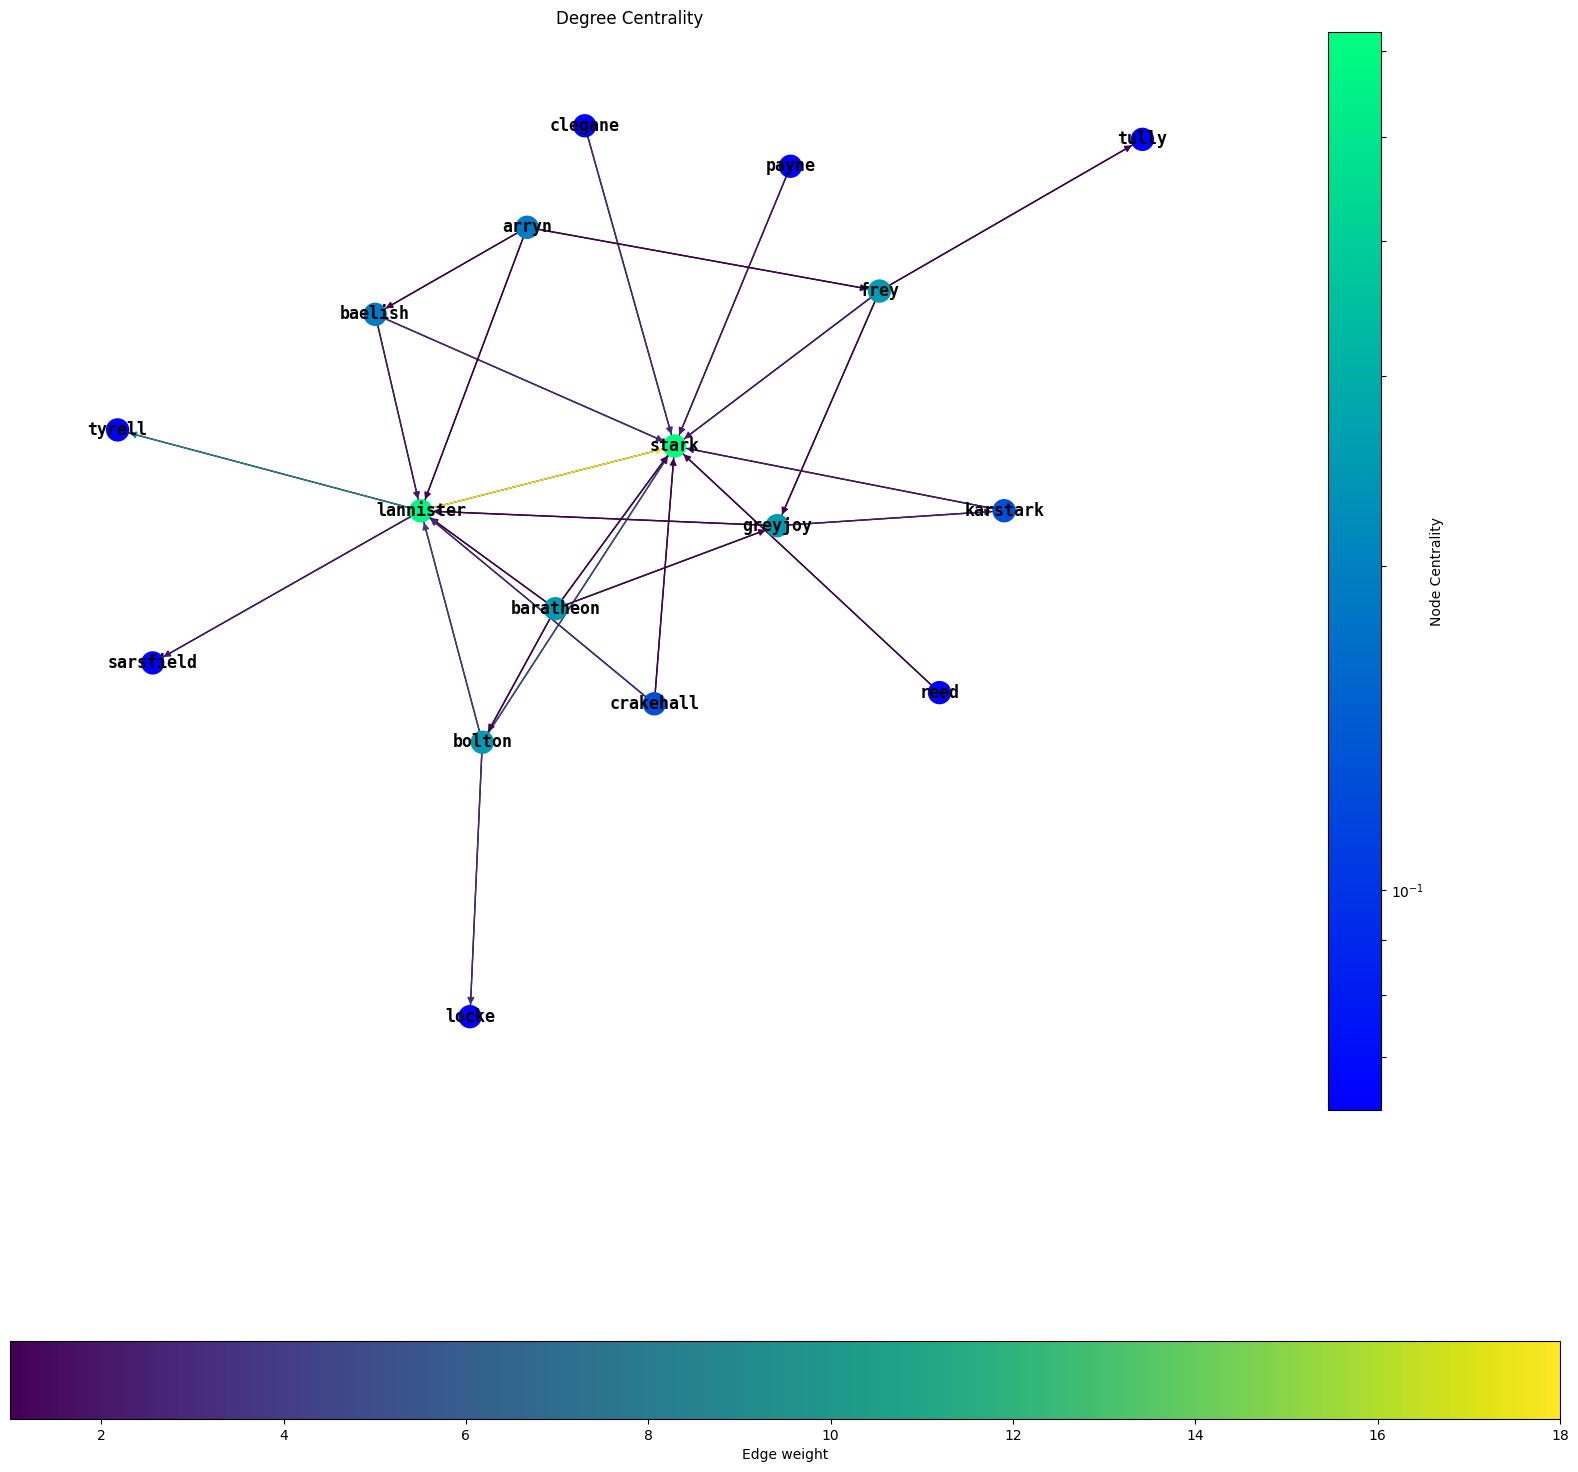 Degree Centrality
clegane
tully
payne
arryn
frey
baelish
tyrell
stark
lannister
karstark
greyjoy
baratheon
sarsfield
reed
crakehall
bolton
locke
Node Centrality
10⁻¹
2 4 6 8 10 12 14 16 18
Edge weight